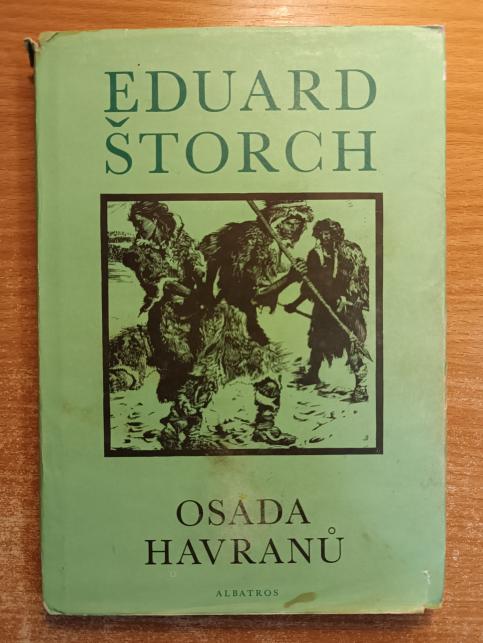 EDUARD
ŠTORCH
OSADA
HAVRANŮ
ALBATROS